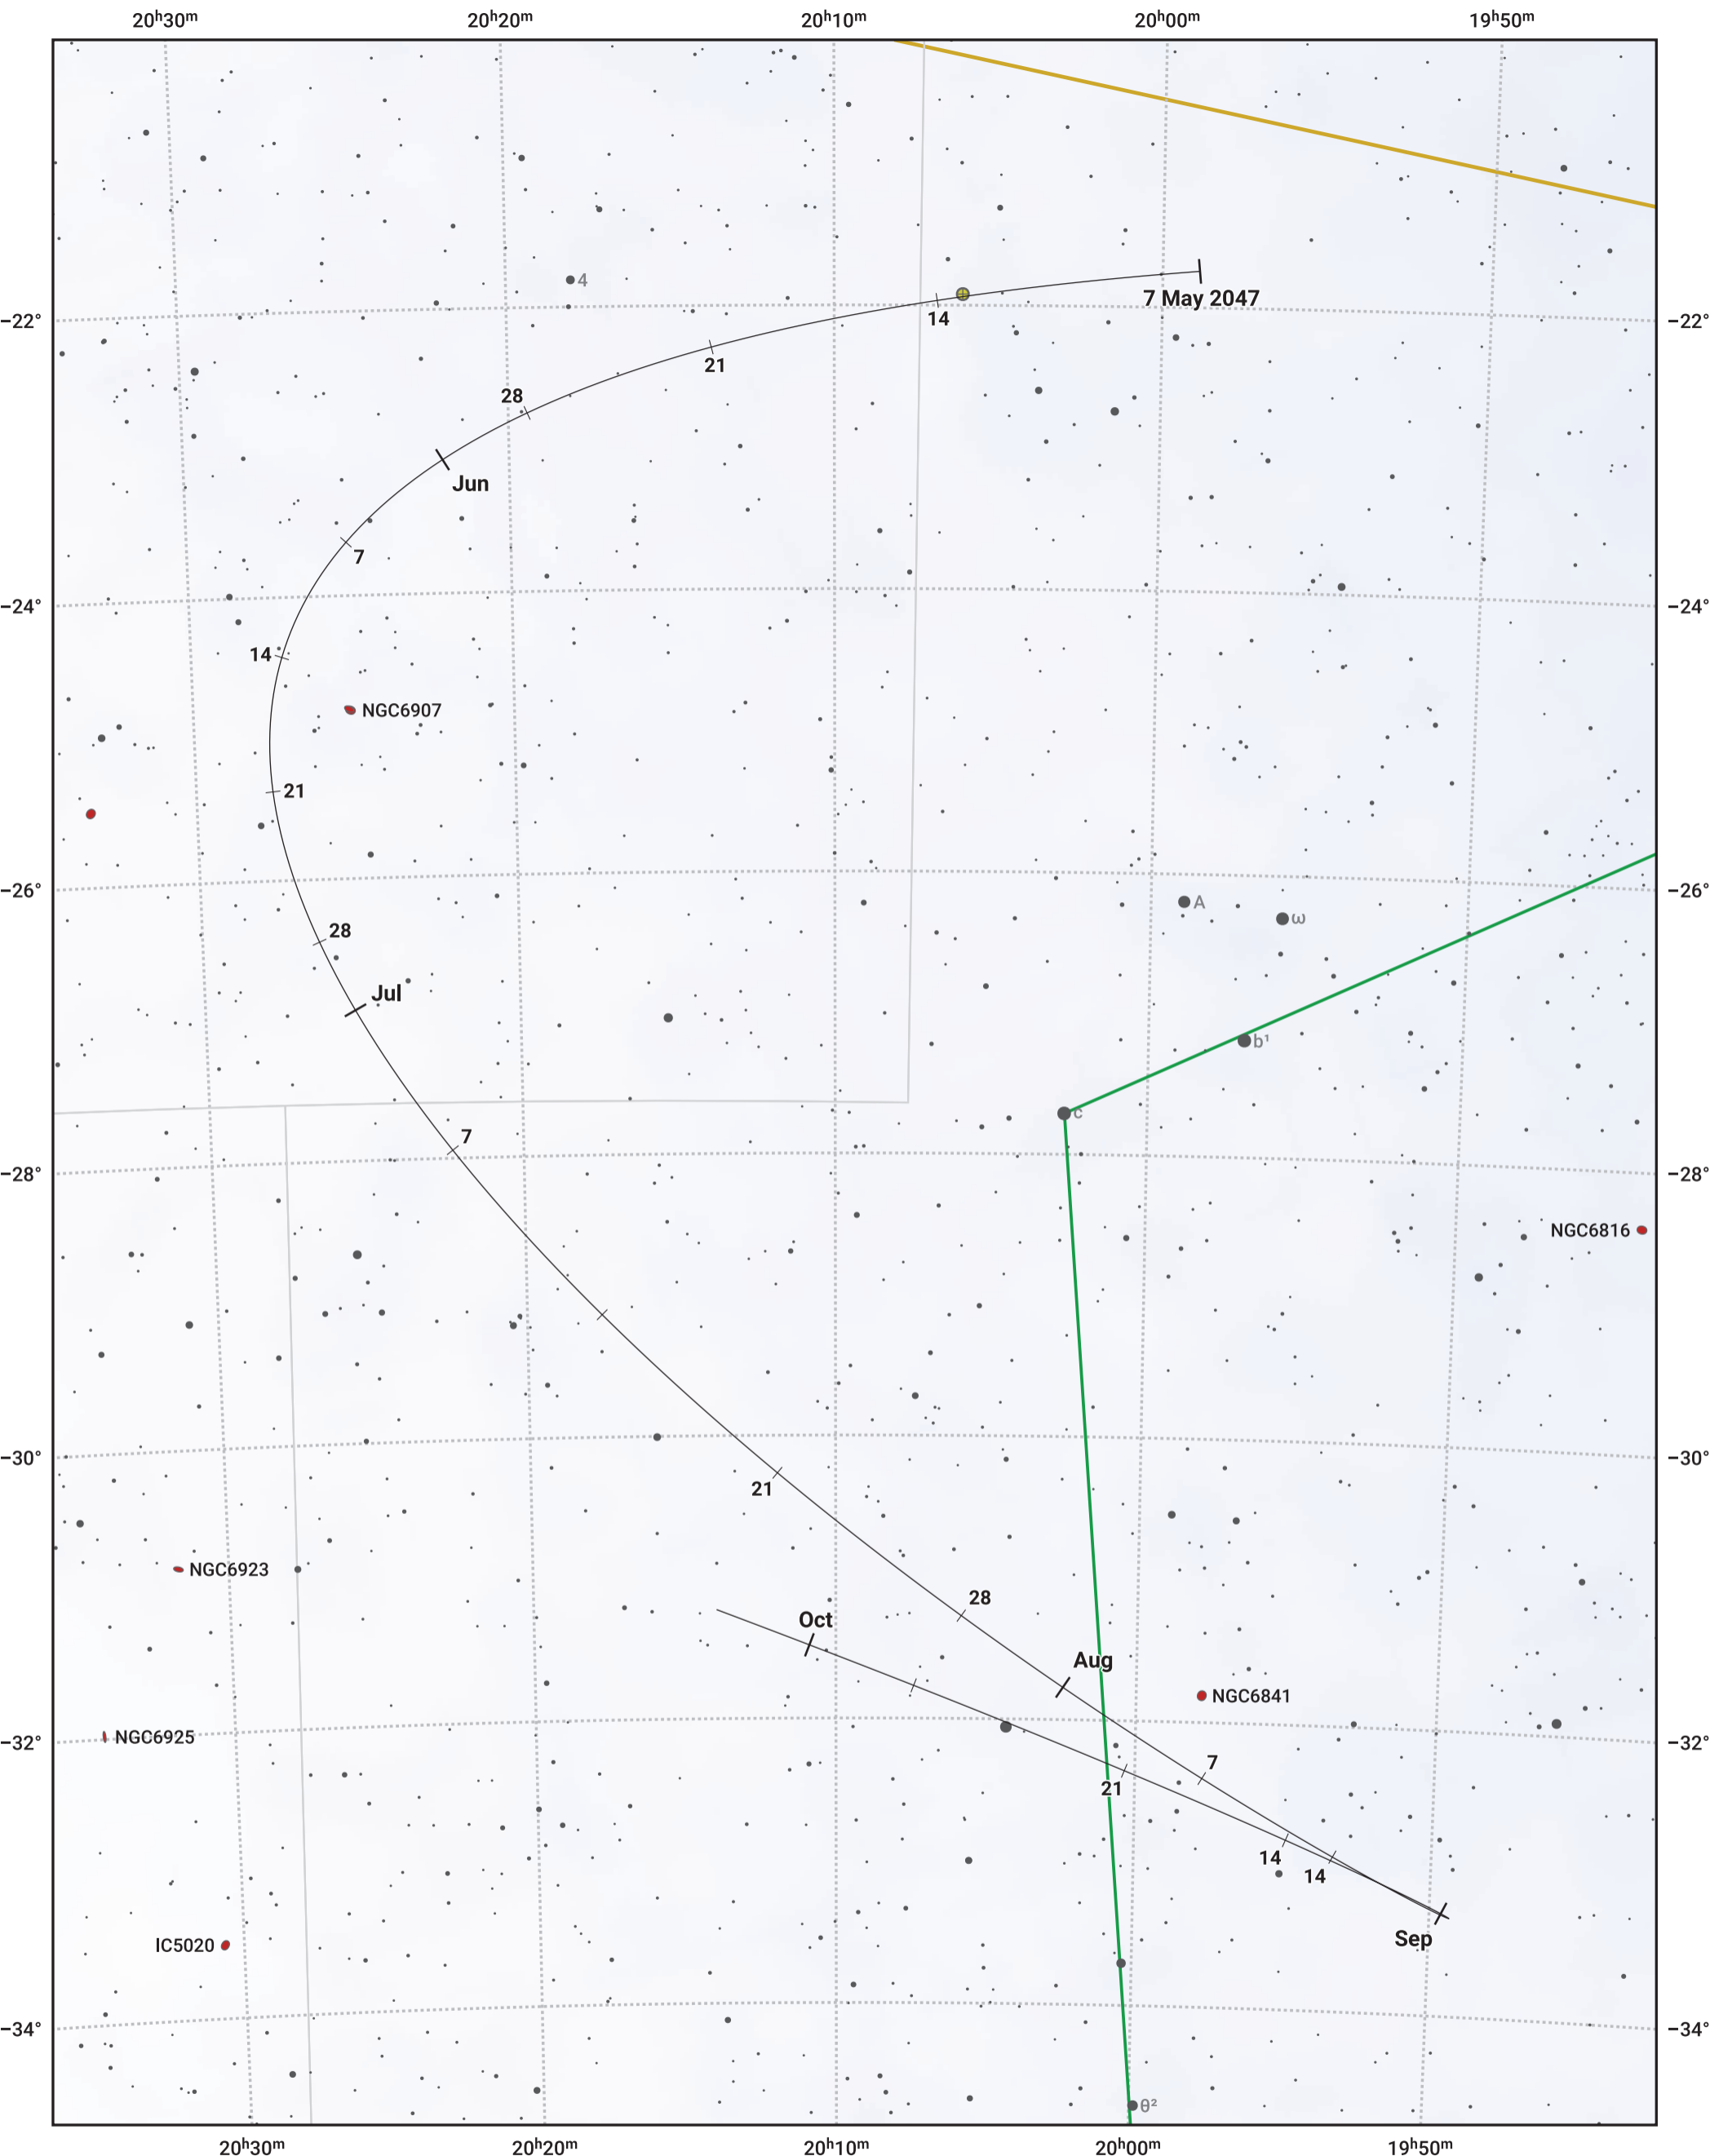 20ʰ30ᵐ 20ʰ20ᵐ 20ʰ10ᵐ 20ʰ00ᵐ 19ʰ50ᵐ
4
7 May 2047
14
−22° −22°
21
28
Jun
7
−24° −24°
14
NGC6907
21
−26° −26°
A
ω
28
Jul
b¹
c
7
−28° −28°
NGC6816
−30° −30°
21
NGC6923
28
Oct
Aug
NGC6841
NGC6925
−32° −32°
7
21
14
14
Sep
IC5020
−34° −34°
θ²
20ʰ30ᵐ 20ʰ20ᵐ 20ʰ10ᵐ 20ʰ00ᵐ 19ʰ50ᵐ